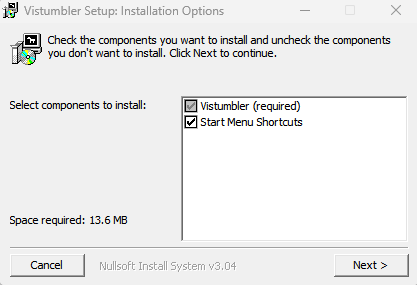 Vistumbler Setup: Installation Options
Check the components you want to install and uncheck the components
you don't want to install. Click Next to continue.
Select components to install:
Vistumbler (required)
Start Menu Shortcuts
Space required: 13.6 MB
Cancel
Nullsoft Install System v3.04
Next >